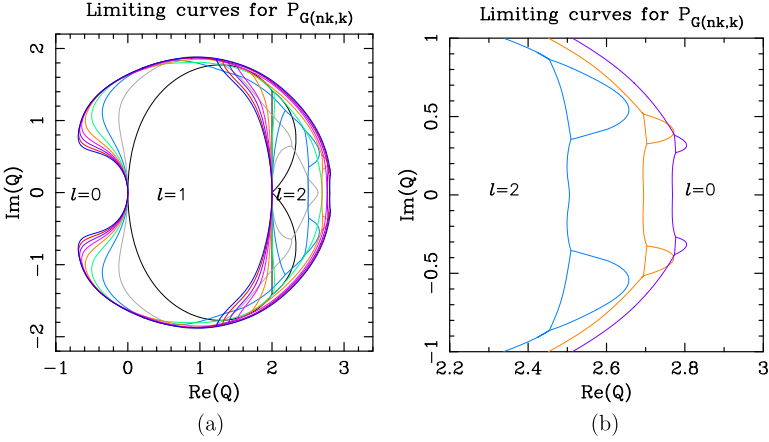 Limiting curves for P_G(nk,k)
2
1
0
−1
−2
Im(Q)
l=0
l=1
l=2
−1
0
1
2
3
Re(Q)
(a)
Limiting curves for P_G(nk,k)
1
0.5
0
−0.5
−1
Im(Q)
l=2
l=0
2.2
2.4
2.6
2.8
3
Re(Q)
(b)